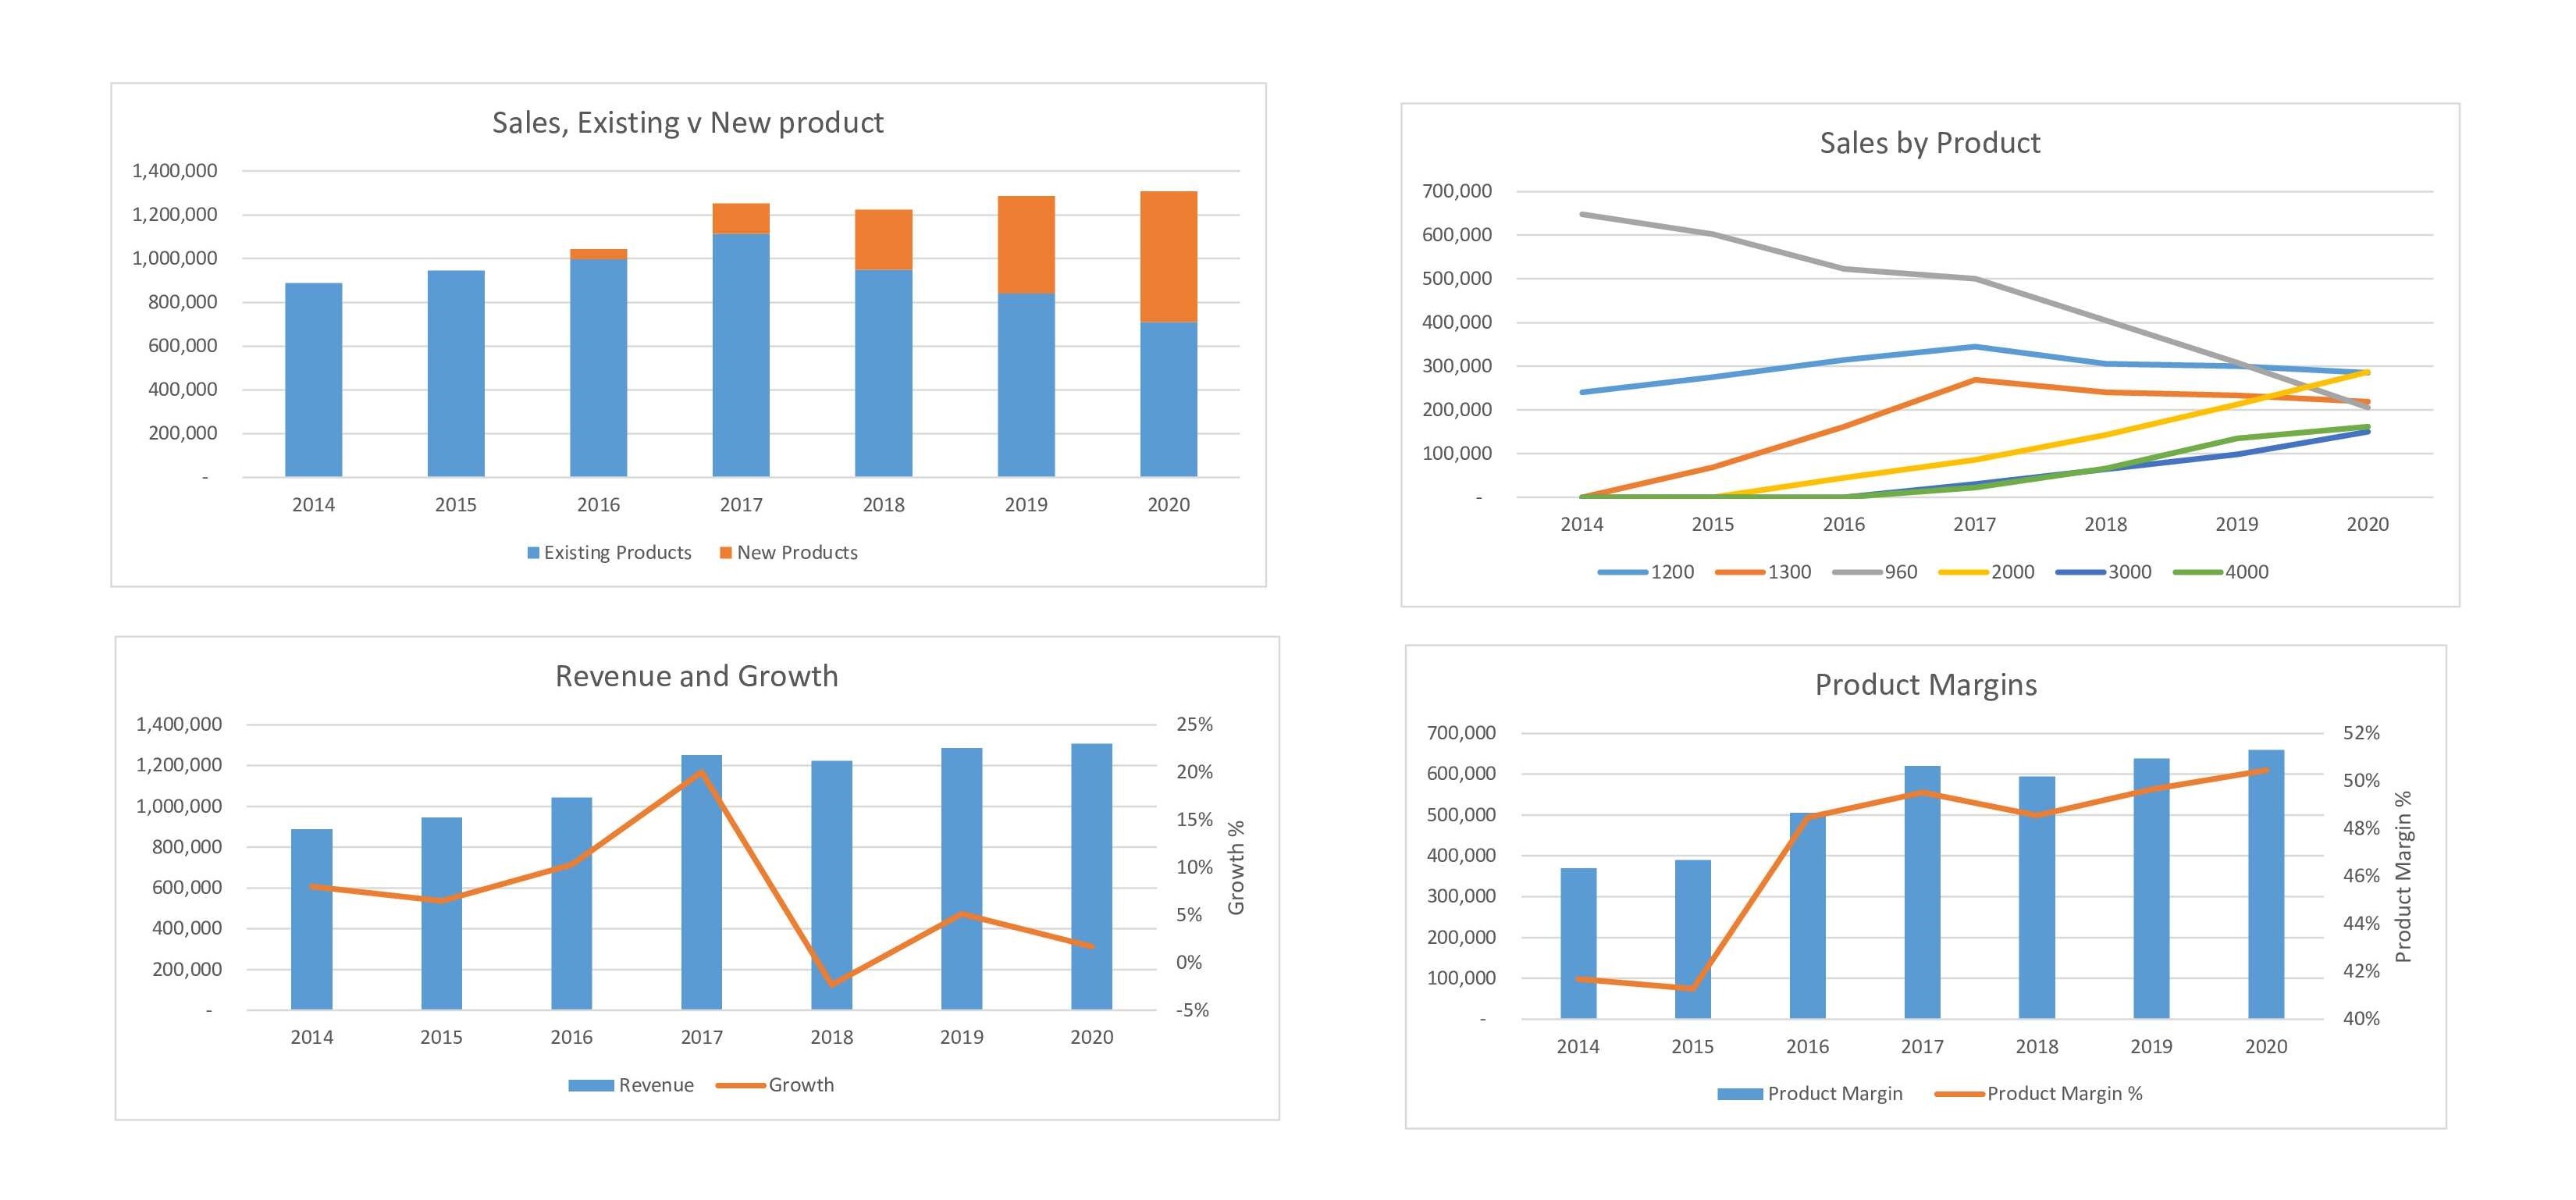 Sales, Existing v New product
1,400,000
1,200,000
1,000,000
800,000
600,000
400,000
200,000
-
2014 2015 2016 2017 2018 2019 2020
Existing Products New Products
Sales by Product
700,000
600,000
500,000
400,000
300,000
200,000
100,000
-
2014 2015 2016 2017 2018 2019 2020
1200 1300 960 2000 3000 4000
Revenue and Growth
1,400,000 25%
1,200,000 20%
1,000,000 15%
800,000 10%
600,000 5%
400,000 0%
200,000 -5%
-
Growth %
2014 2015 2016 2017 2018 2019 2020
Revenue Growth
Product Margins
700,000 52%
600,000 50%
500,000 48%
400,000 46%
300,000 44%
200,000 42%
100,000 40%
-
Product Margin %
2014 2015 2016 2017 2018 2019 2020
Product Margin Product Margin %